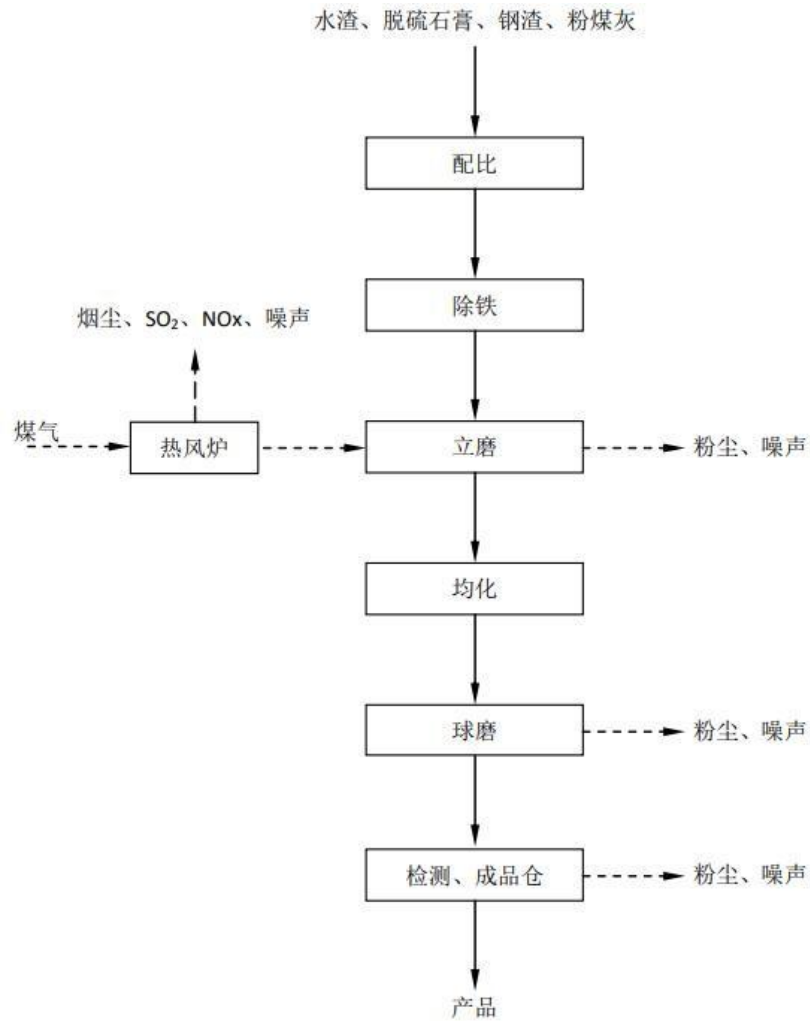 水渣、脱硫石膏、钢渣、粉煤灰
配比
除铁
烟尘、SO₂、NOx、噪声
煤气
热风炉
立磨
粉尘、噪声
均化
球磨
粉尘、噪声
检测、成品仓
粉尘、噪声
产品